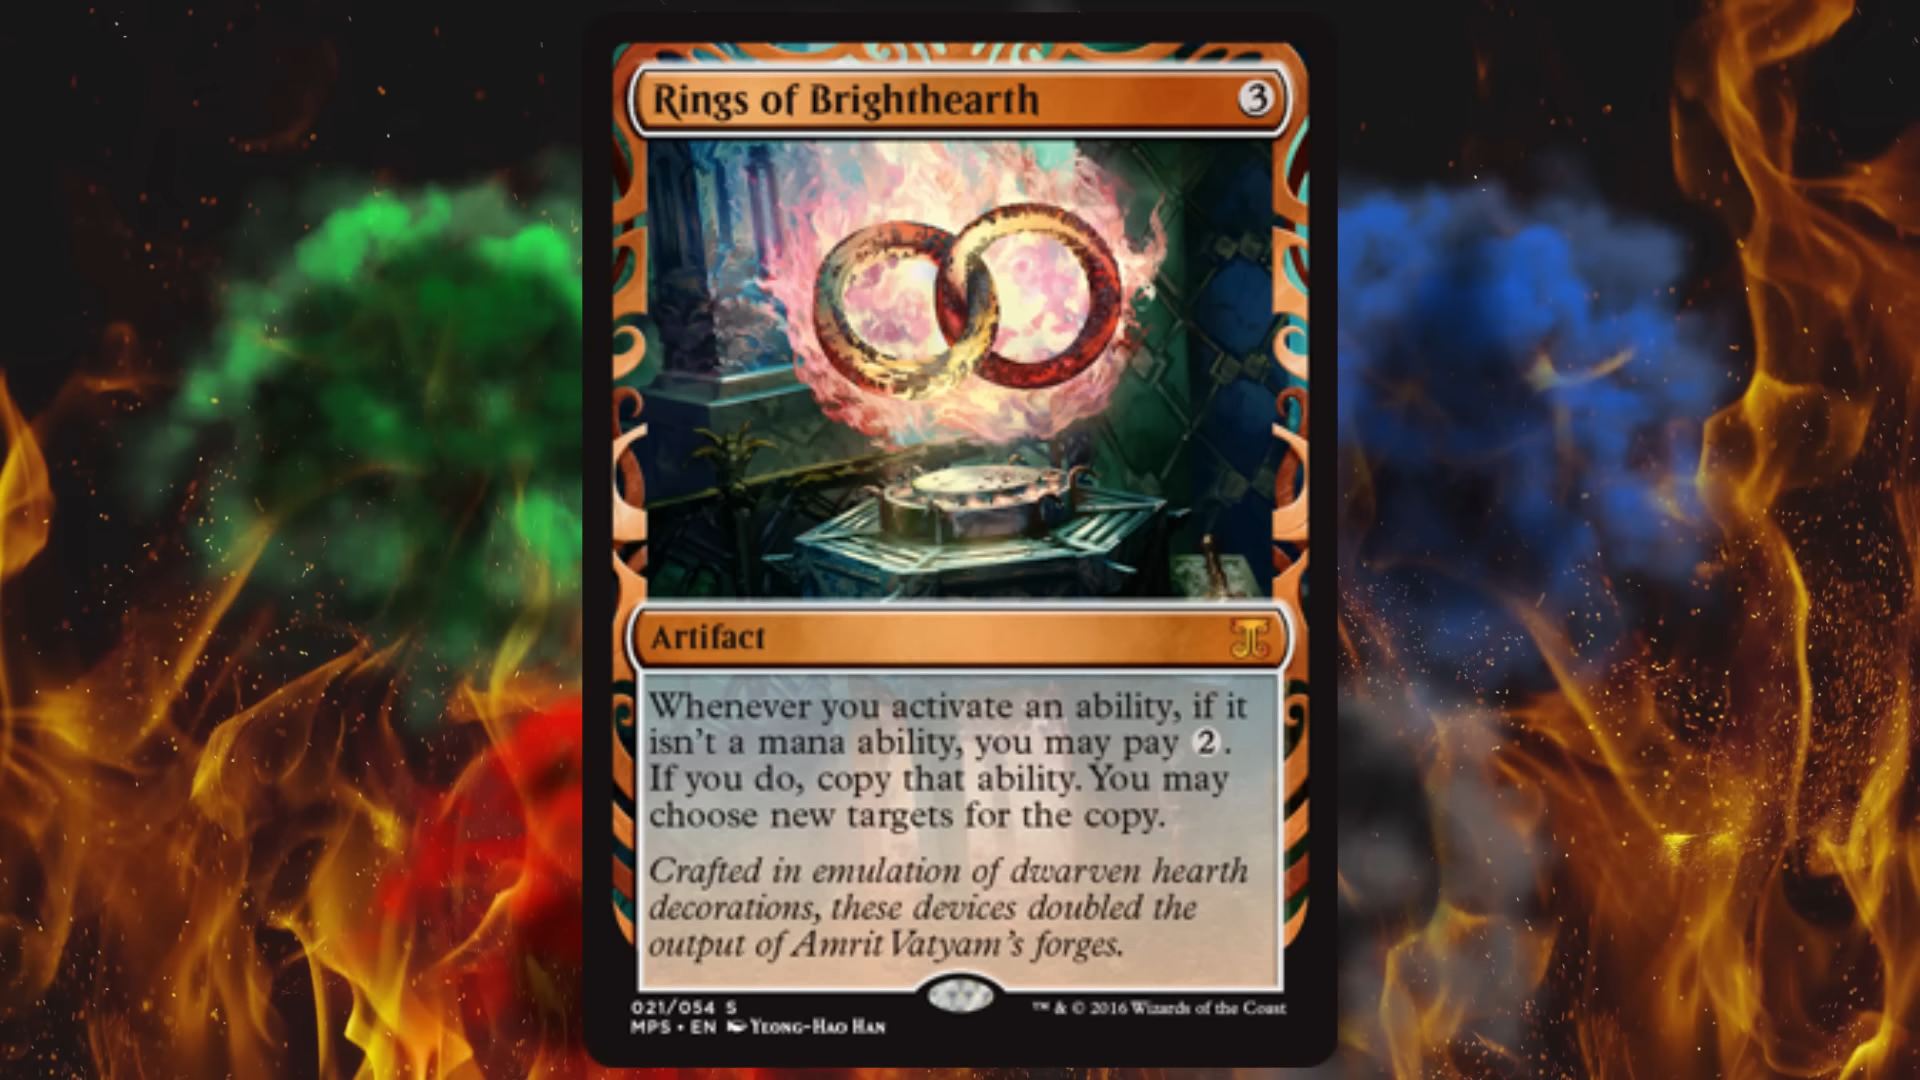 Rings of Brighthearth 3
Artifact
Whenever you activate an ability, if it
isn't a mana ability, you may pay 2.
If you do, copy that ability. You may
choose new targets for the copy.
Crafted in emulation of dwarven hearth
decorations, these devices doubled the
output of Amrit Vatyam's forges.
021/054 S
™ & © 2016 Wizards of the Coast
MPS • EN Yeong-Hao Han